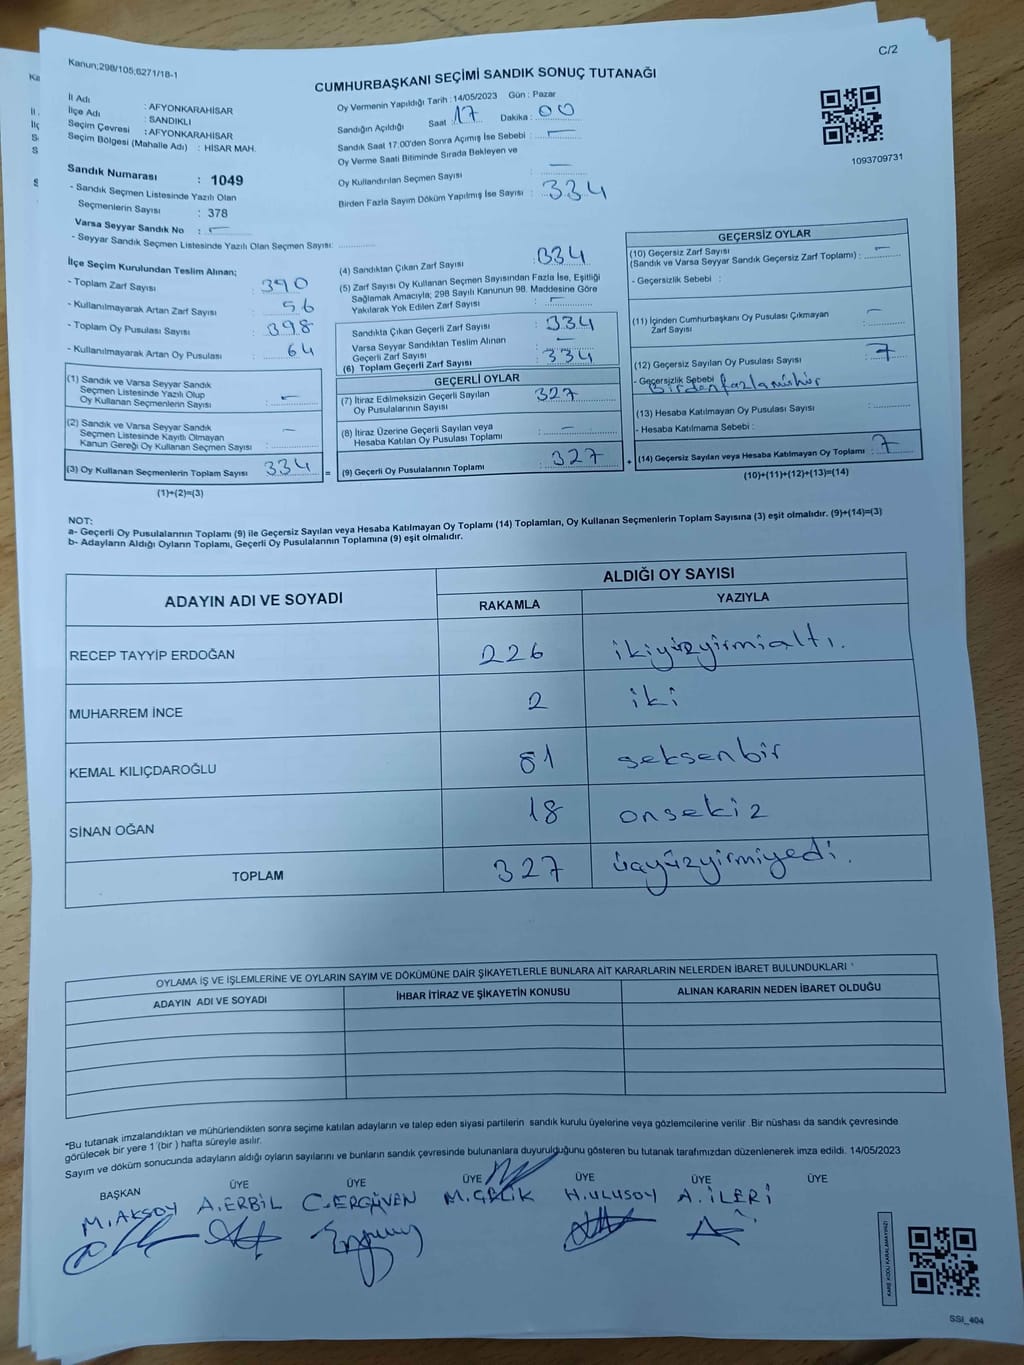 Kanun;298/105;6271/18-1
C/2
CUMHURBAŞKANI SEÇİMİ SANDIK SONUÇ TUTANAĞI
İl Adı : AFYONKARAHİSAR
İlçe Adı : SANDIKLI
Seçim Çevresi : AFYONKARAHİSAR
Seçim Bölgesi (Mahalle Adı) : HİSAR MAH.
Oy Vermenin Yapıldığı Tarih : 14/05/2023 Gün : Pazar
Sandığın Açıldığı Saat : 17 Dakika : 00
Sandık Saat 17:00'den Sonra Açımış İse Sebebi : —
Oy Verme Saati Bitiminde Sırada Bekleyen ve
Oy Kullandırılan Seçmen Sayısı : —
Birden Fazla Sayım Döküm Yapılmış İse Sayısı : 334
1093709731
Sandık Numarası : 1049
- Sandık Seçmen Listesinde Yazılı Olan
Seçmenlerin Sayısı : 378
Varsa Seyyar Sandık No : —
- Seyyar Sandık Seçmen Listesinde Yazılı Olan Seçmen Sayısı:
İlçe Seçim Kurulundan Teslim Alınan;
- Toplam Zarf Sayısı : 390
- Kullanılmayarak Artan Zarf Sayısı : 56
- Toplam Oy Pusulası Sayısı : 398
- Kullanılmayarak Artan Oy Pusulası : 64
(1) Sandık ve Varsa Seyyar Sandık
Seçmen Listesinde Yazılı Olup
Oy Kullanan Seçmenlerin Sayısı : —
(2) Sandık ve Varsa Seyyar Sandık
Seçmen Listesinde Kayıtlı Olmayan
Kanun Gereği Oy Kullanan Seçmen Sayısı : —
(3) Oy Kullanan Seçmenlerin Toplam Sayısı 334
(1)+(2)=(3)
(4) Sandıktan Çıkan Zarf Sayısı : 334
(5) Zarf Sayısı Oy Kullanan Seçmen Sayısından Fazla İse, Eşitliği
Sağlamak Amacıyla; 298 Sayılı Kanunun 98. Maddesine Göre
Yakılarak Yok Edilen Zarf Sayısı : —
Sandıkta Çıkan Geçerli Zarf Sayısı : 334
Varsa Seyyar Sandıktan Teslim Alınan
Geçerli Zarf Sayısı : —
(6) Toplam Geçerli Zarf Sayısı : 334
GEÇERLİ OYLAR
(7) İtiraz Edilmeksizin Geçerli Sayılan
Oy Pusulasının Sayısı : 327
(8) İtiraz Üzerine Geçerli Sayılan veya
Hesaba Katılan Oy Pusulası Toplamı : —
= (9) Geçerli Oy Pusulalarının Toplamı : 327 +
GEÇERSİZ OYLAR
(10) Geçersiz Zarf Sayısı
(Sandık ve Varsa Seyyar Sandık Geçersiz Zarf Toplamı) : —
- Geçersizlik Sebebi :
(11) İçinden Cumhurbaşkanı Oy Pusulası Çıkmayan
Zarf Sayısı : —
(12) Geçersiz Sayılan Oy Pusulası Sayısı : 7
- Geçersizlik Sebebi : Birden fazla mühür
(13) Hesaba Katılmayan Oy Pusulası Sayısı :
- Hesaba Katılmama Sebebi :
(14) Geçersiz Sayılan veya Hesaba Katılmayan Oy Toplamı : 7
(10)+(11)+(12)+(13)=(14)
NOT:
a- Geçerli Oy Pusulalarının Toplamı (9) ile Geçersiz Sayılan veya Hesaba Katılmayan Oy Toplamı (14) Toplamları, Oy Kullanan Seçmenlerin Toplam Sayısına (3) eşit olmalıdır. (9)+(14)=(3)
b- Adayların Aldığı Oyların Toplamı, Geçerli Oy Pusulalarının Toplamına (9) eşit olmalıdır.
ADAYIN ADI VE SOYADI
ALDIĞI OY SAYISI
RAKAMLA YAZIYLA
RECEP TAYYİP ERDOĞAN 226 ikiyüzyirmialtı.
MUHARREM İNCE 2 iki
KEMAL KILIÇDAROĞLU 81 seksenbir
SİNAN OĞAN 18 onsekiz
TOPLAM 327 üçyüzyirmiyedi.
OYLAMA İŞ VE İŞLEMLERİNE VE OYLARIN SAYIM VE DÖKÜMÜNE DAİR ŞİKAYETLERLE BUNLARA AİT KARARLARIN NELERDEN İBARET BULUNDUKLARI *
ADAYIN ADI VE SOYADI İHBAR İTİRAZ VE ŞİKAYETİN KONUSU ALINAN KARARIN NEDEN İBARET OLDUĞU
*Bu tutanak imzalandıktan ve mühürlendikten sonra seçime katılan adayların ve talep eden siyasi partilerin sandık kurulu üyelerine veya gözlemcilerine verilir. Bir nüshası da sandık çevresinde
görülecek bir yere 1 (bir ) hafta süreyle asılır.
Sayım ve döküm sonucunda adayların aldığı oyların sayılarını ve bunların sandık çevresinde bulunanlara duyurulduğunu gösteren bu tutanak tarafımızdan düzenlenerek imza edildi. 14/05/2023
BAŞKAN ÜYE ÜYE ÜYE ÜYE ÜYE ÜYE
M.AKSOY A.ERBİL C.ERGÜVEN M.ÇELİK H.ULUSOY A.İLERİ
KARE KODU KARALAMAYINIZ!
SSI_404